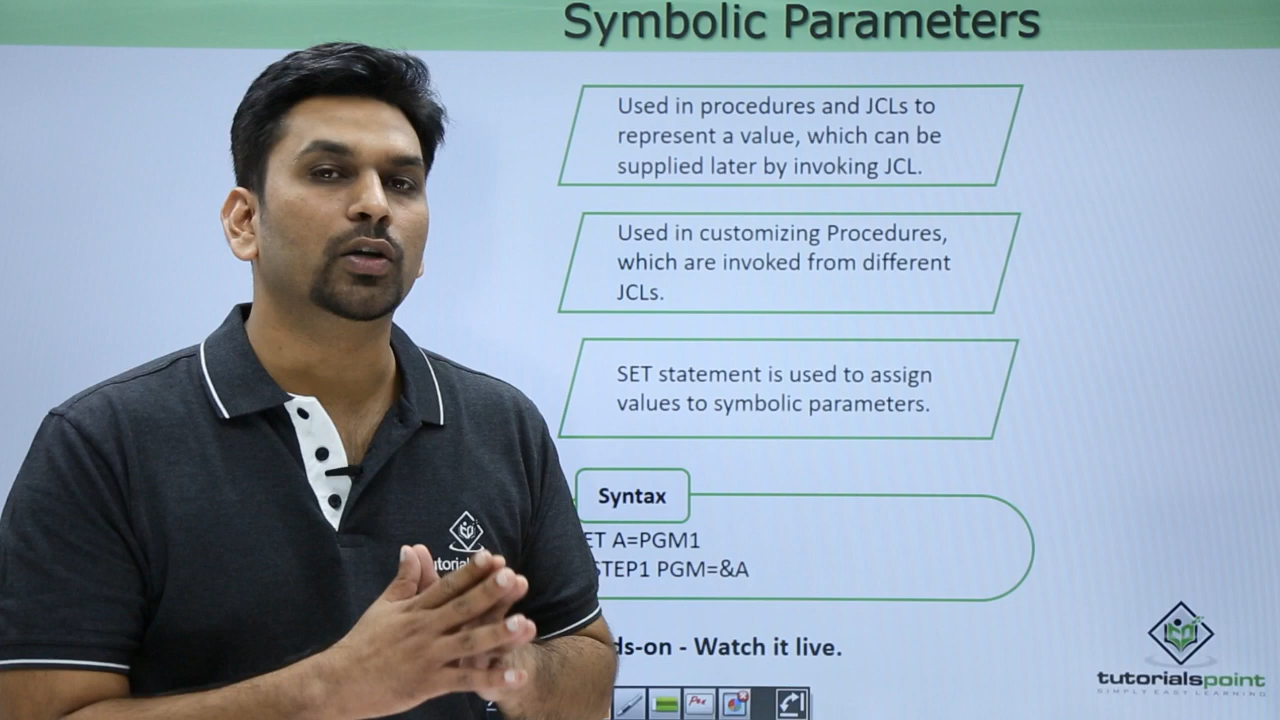 Symbolic Parameters
Used in procedures and JCLs to
represent a value, which can be
supplied later by invoking JCL.
Used in customizing Procedures,
which are invoked from different
JCLs.
SET statement is used to assign
values to symbolic parameters.
Syntax
ET A=PGM1
STEP1 PGM=&A
ds-on - Watch it live.
tutorialspoint
SIMPLY EASY LEARNING